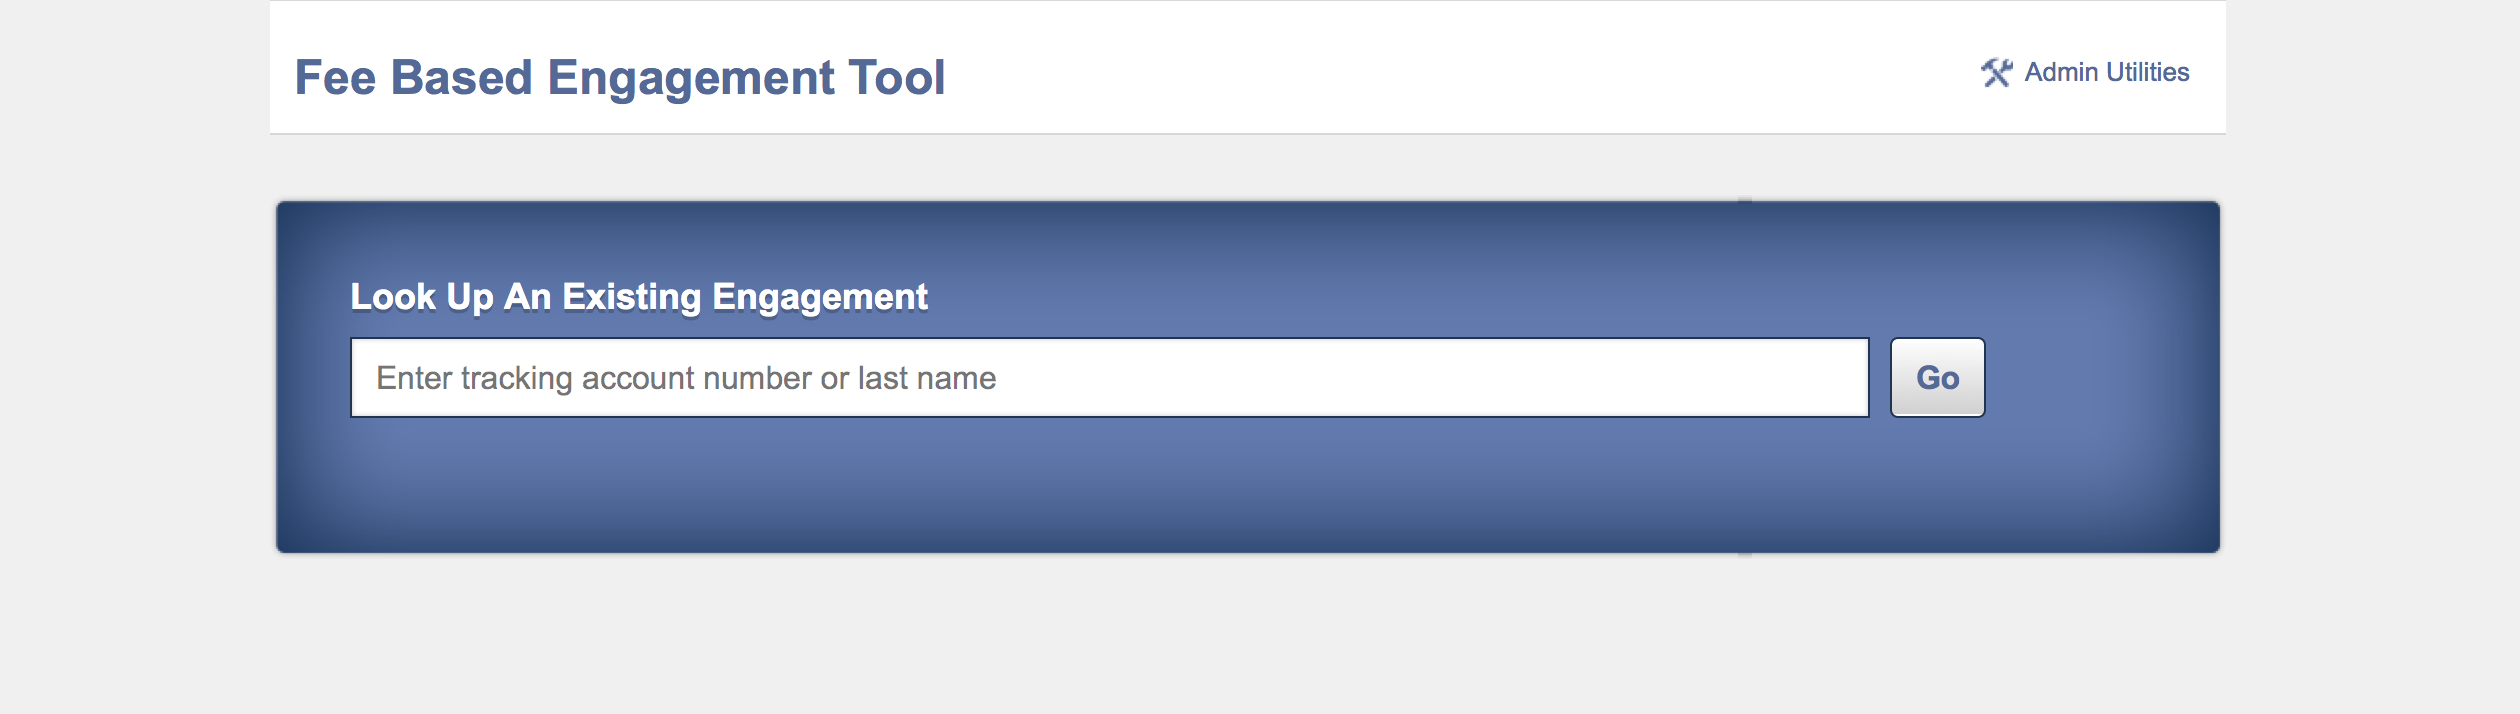 Fee Based Engagement Tool
Admin Utilities
Look Up An Existing Engagement
Enter tracking account number or last name
Go